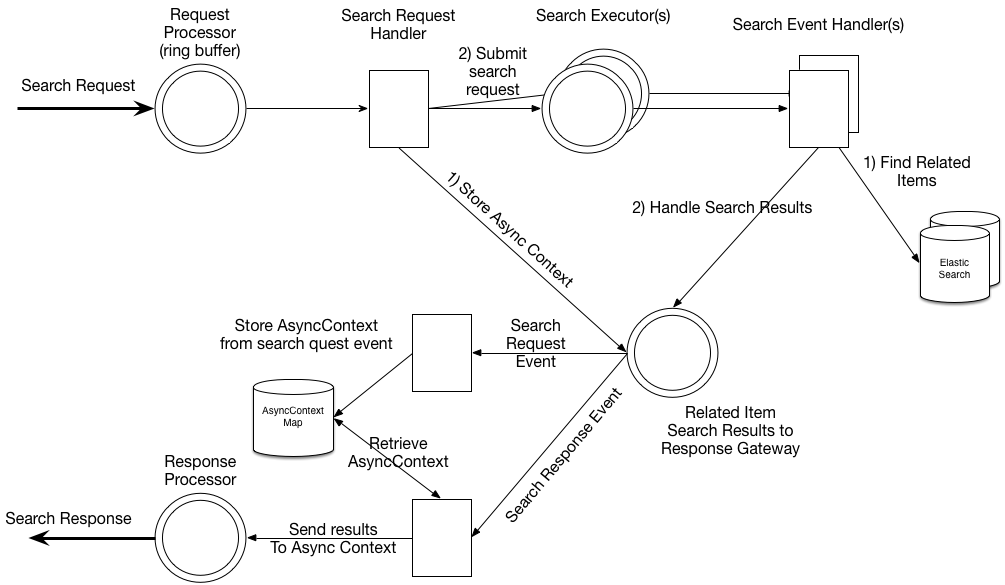 Request
Processor
(ring buffer)
Search Request
Handler
Search Executor(s)
Search Event Handler(s)
Search Request
2) Submit
search
request
1) Find Related
Items
1) Store Async Context
2) Handle Search Results
Elastic
Search
Store AsyncContext
from search quest event
Search
Request
Event
AsyncContext
Map
Related Item
Search Results to
Response Gateway
Search Response Event
Retrieve
AsyncContext
Response
Processor
Search Response
Send results
To Async Context